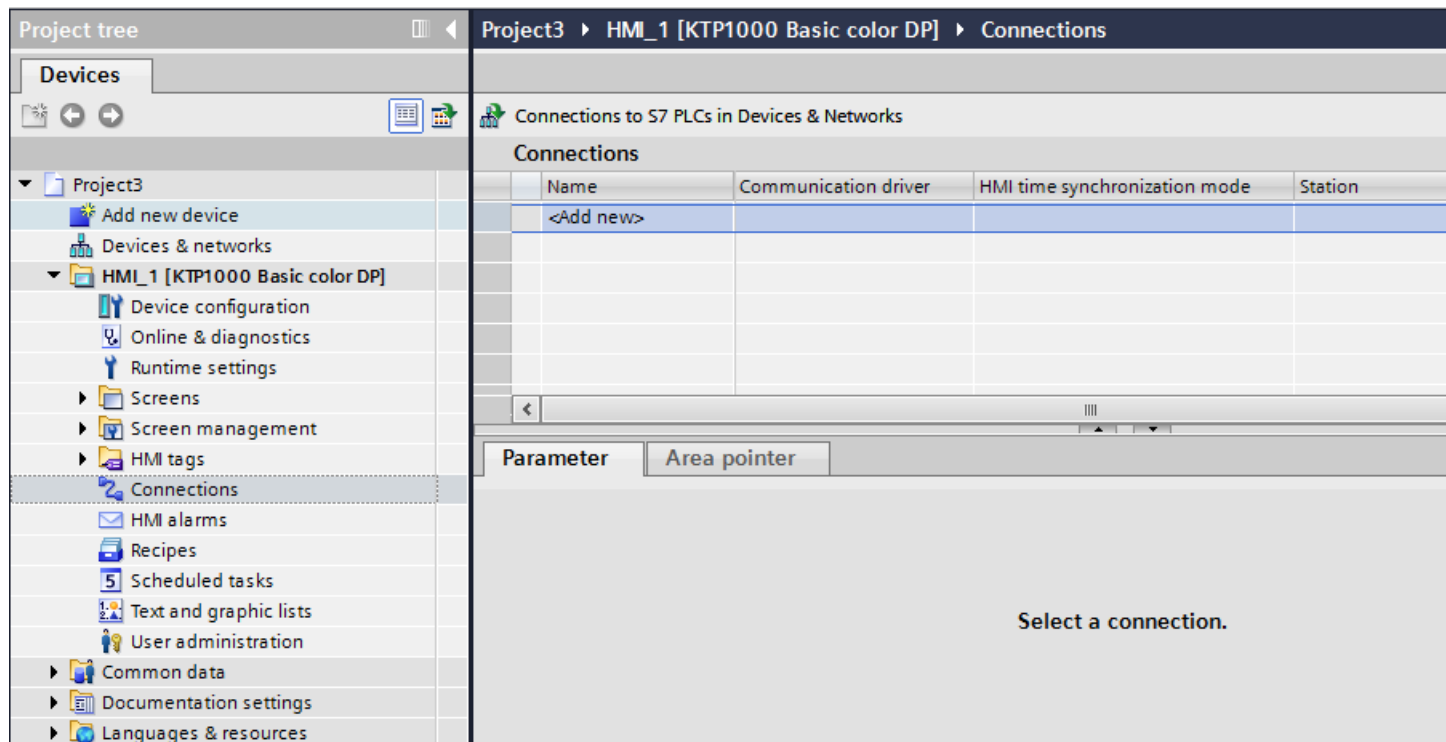 Project tree
Devices
Project3
Add new device
Devices & networks
HMI_1 [KTP1000 Basic color DP]
Device configuration
Online & diagnostics
Runtime settings
Screens
Screen management
HMI tags
Connections
HMI alarms
Recipes
Scheduled tasks
Text and graphic lists
User administration
Common data
Documentation settings
Languages & resources
Project3 HMI_1 [KTP1000 Basic color DP] Connections
Connections to S7 PLCs in Devices & Networks
Connections
Name Communication driver HMI time synchronization mode Station
<Add new>
Parameter Area pointer
Select a connection.